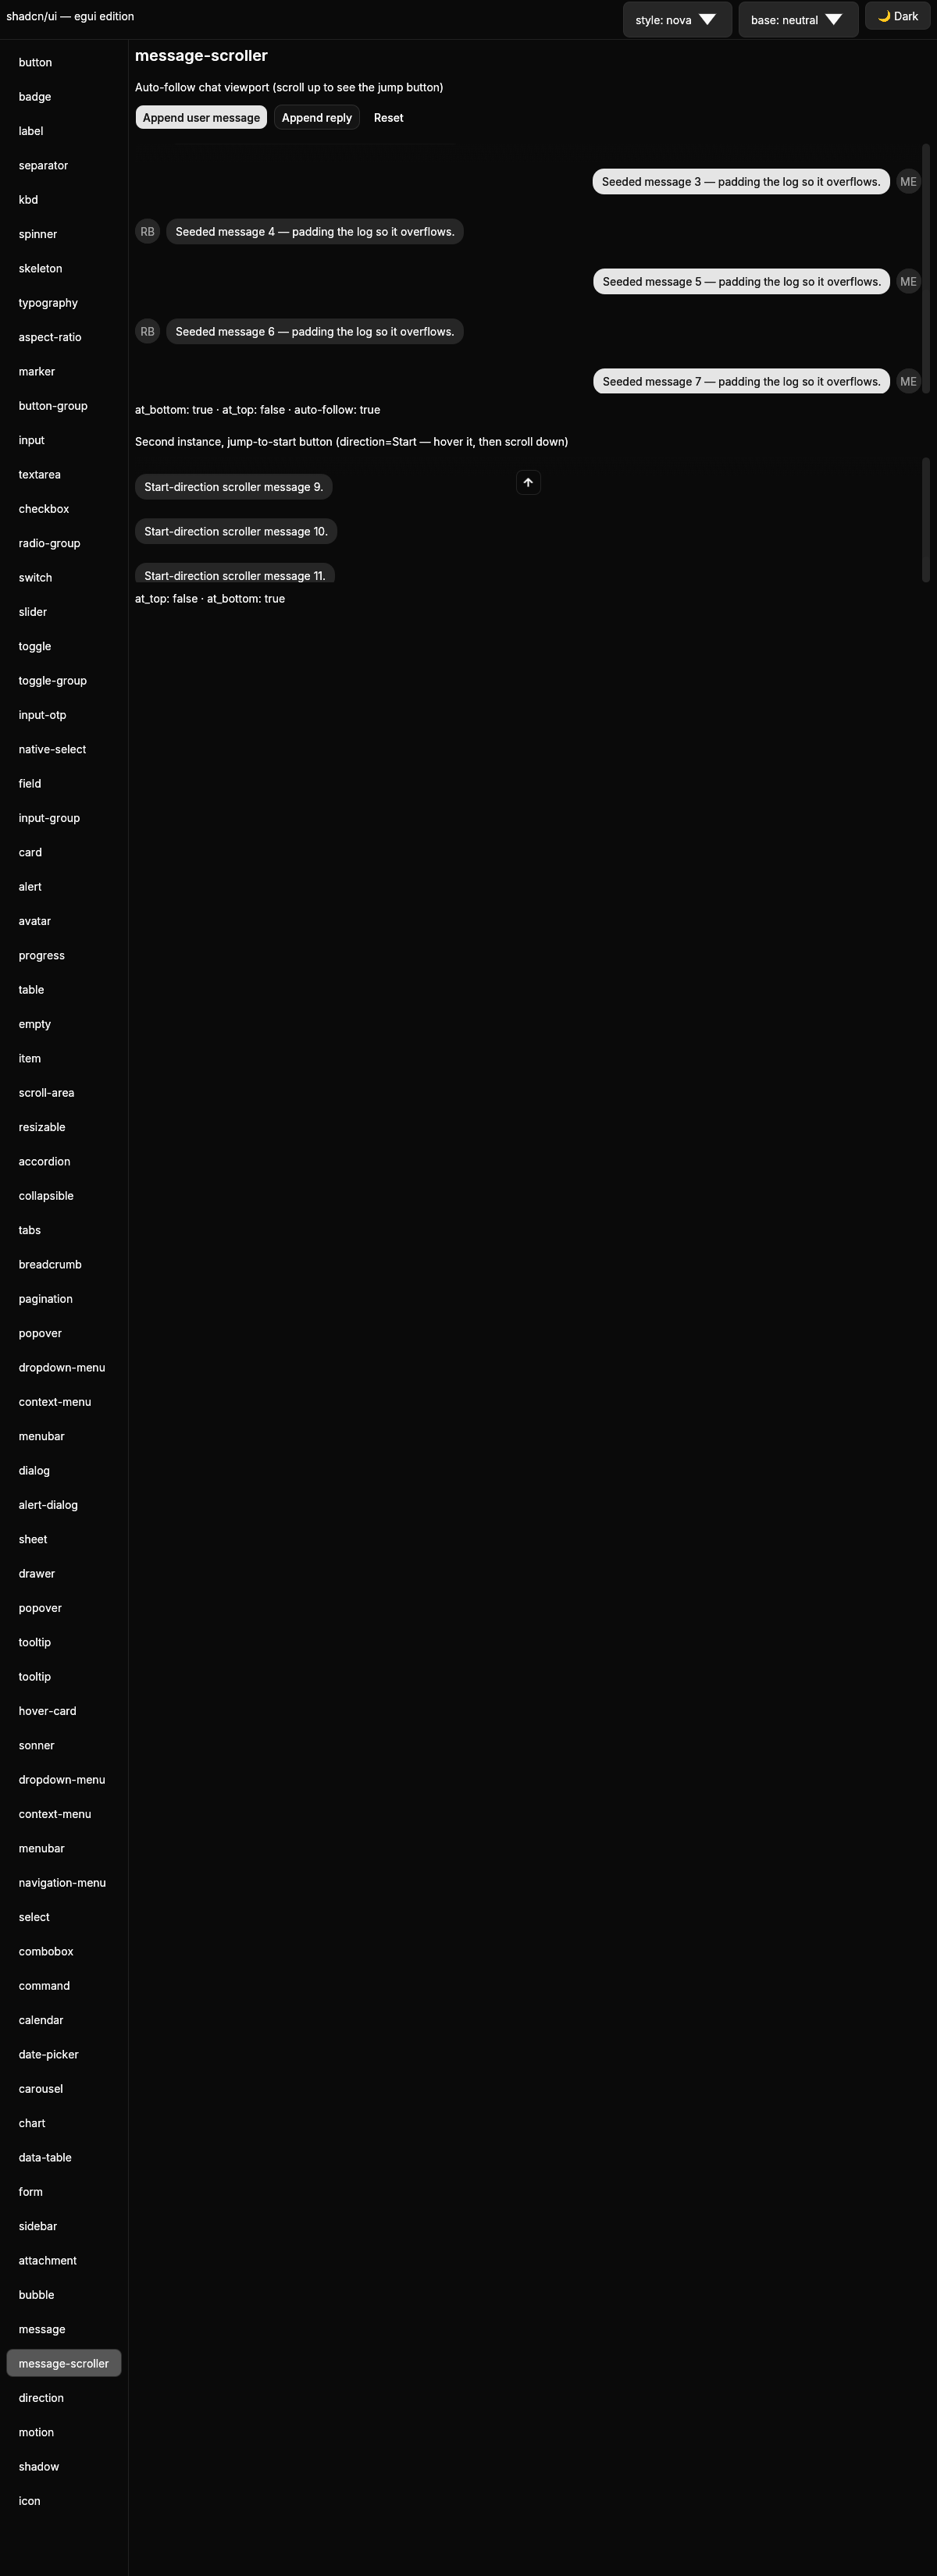 shadcn/ui — egui edition
style: nova
base: neutral
🌙 Dark
button
badge
label
separator
kbd
spinner
skeleton
typography
aspect-ratio
marker
button-group
input
textarea
checkbox
radio-group
switch
slider
toggle
toggle-group
input-otp
native-select
field
input-group
card
alert
avatar
progress
table
empty
item
scroll-area
resizable
accordion
collapsible
tabs
breadcrumb
pagination
popover
dropdown-menu
context-menu
menubar
dialog
alert-dialog
sheet
drawer
popover
tooltip
tooltip
hover-card
sonner
dropdown-menu
context-menu
menubar
navigation-menu
select
combobox
command
calendar
date-picker
carousel
chart
data-table
form
sidebar
attachment
bubble
message
message-scroller
direction
motion
shadow
icon
message-scroller
Auto-follow chat viewport (scroll up to see the jump button)
Append user message
Append reply
Reset
Seeded message 3 — padding the log so it overflows.
ME
RB
Seeded message 4 — padding the log so it overflows.
Seeded message 5 — padding the log so it overflows.
ME
RB
Seeded message 6 — padding the log so it overflows.
Seeded message 7 — padding the log so it overflows.
ME
at_bottom: true · at_top: false · auto-follow: true
Second instance, jump-to-start button (direction=Start — hover it, then scroll down)
Start-direction scroller message 9.
Start-direction scroller message 10.
Start-direction scroller message 11.
at_top: false · at_bottom: true